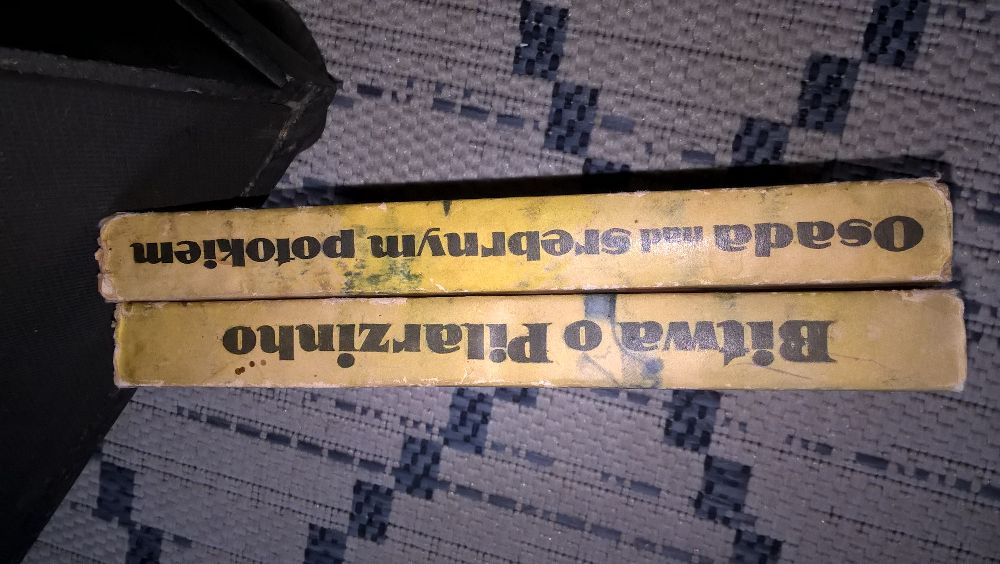 Bitwa o Pilarzinho
Osada nad srebrnym potokiem